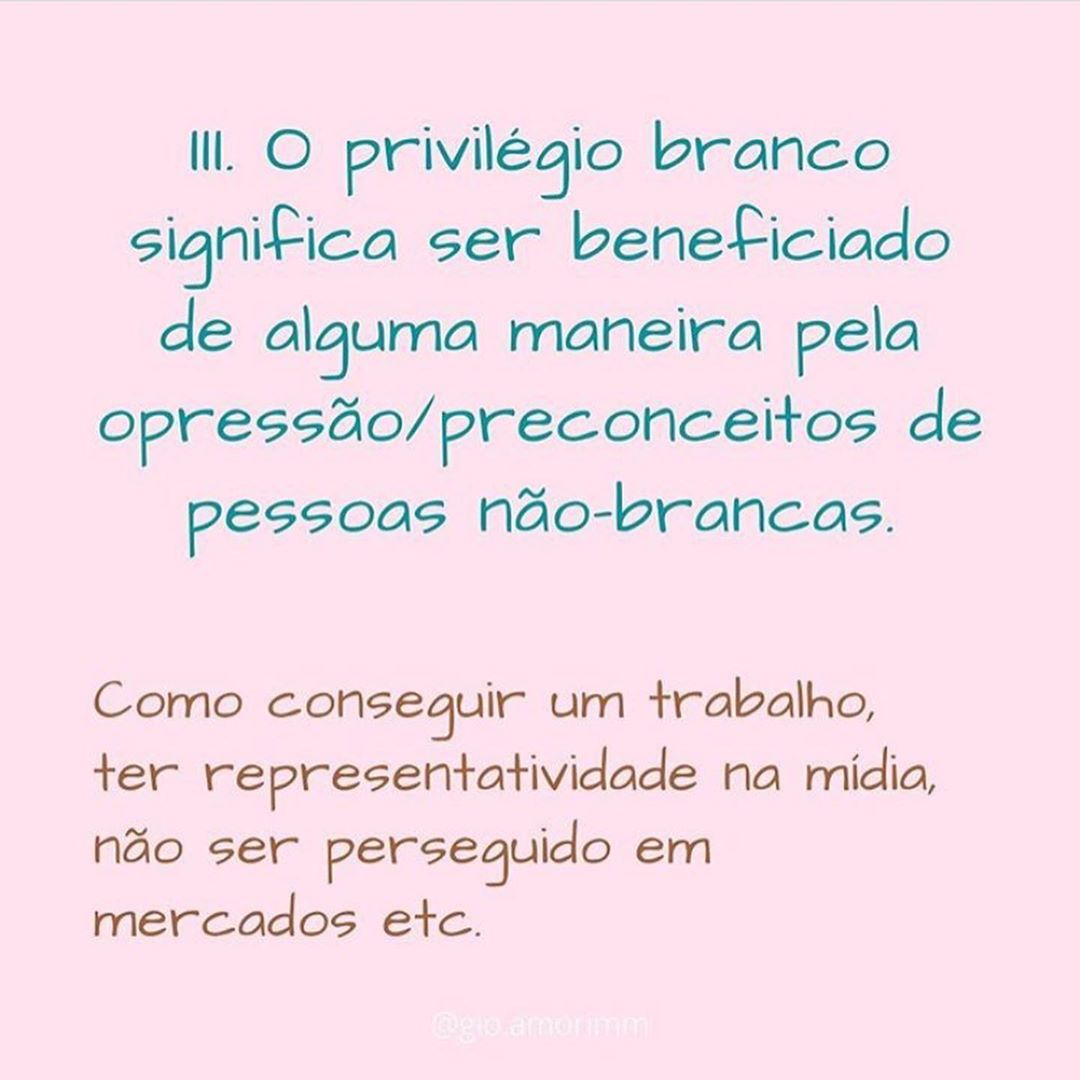 III. O privilégio branco
significa ser beneficiado
de alguma maneira pela
opressão/preconceitos de
pessoas não-brancas.
Como conseguir um trabalho,
ter representatividade na mídia,
não ser perseguido em
mercados etc.
@gio.amorimm